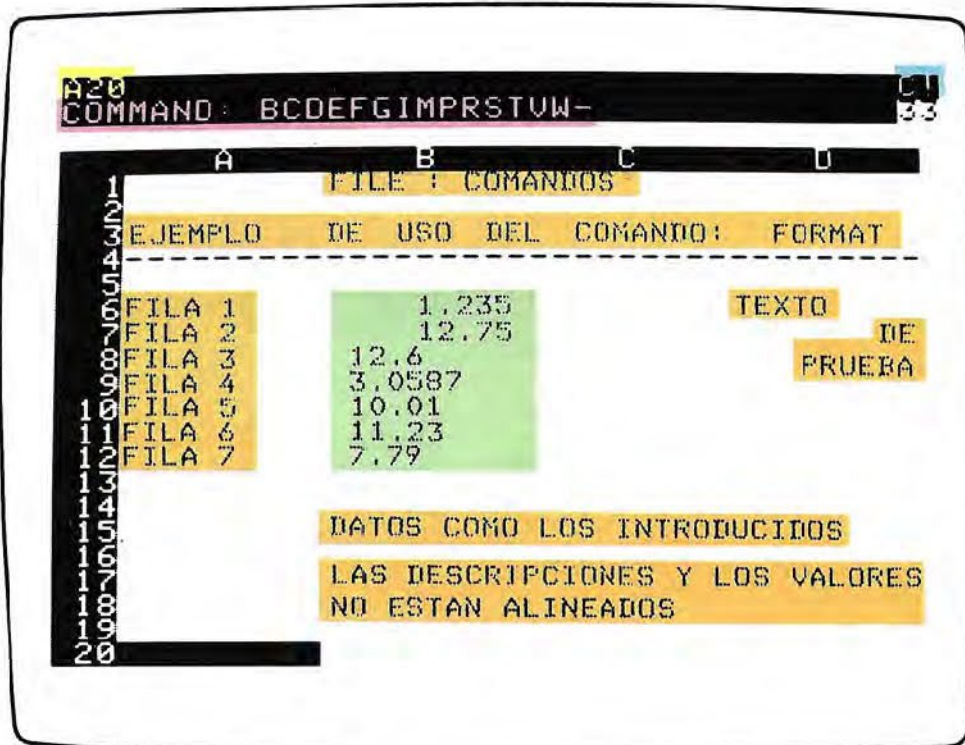 A20 C!
COMMAND: BCDEFGIMPRSTVW- 33
A B C D
1 FILE : COMANDOS
2
3 EJEMPLO DE USO DEL COMANDO: FORMAT
4 ----------------------------------------
5
6 FILA 1 1.235 TEXTO
7 FILA 2 12.75 DE
8 FILA 3 12.6 PRUEBA
9 FILA 4 3.0587
10 FILA 5 10.01
11 FILA 6 11.23
12 FILA 7 7.79
13
14
15 DATOS COMO LOS INTRODUCIDOS
16
17 LAS DESCRIPCIONES Y LOS VALORES
18 NO ESTAN ALINEADOS
19
20